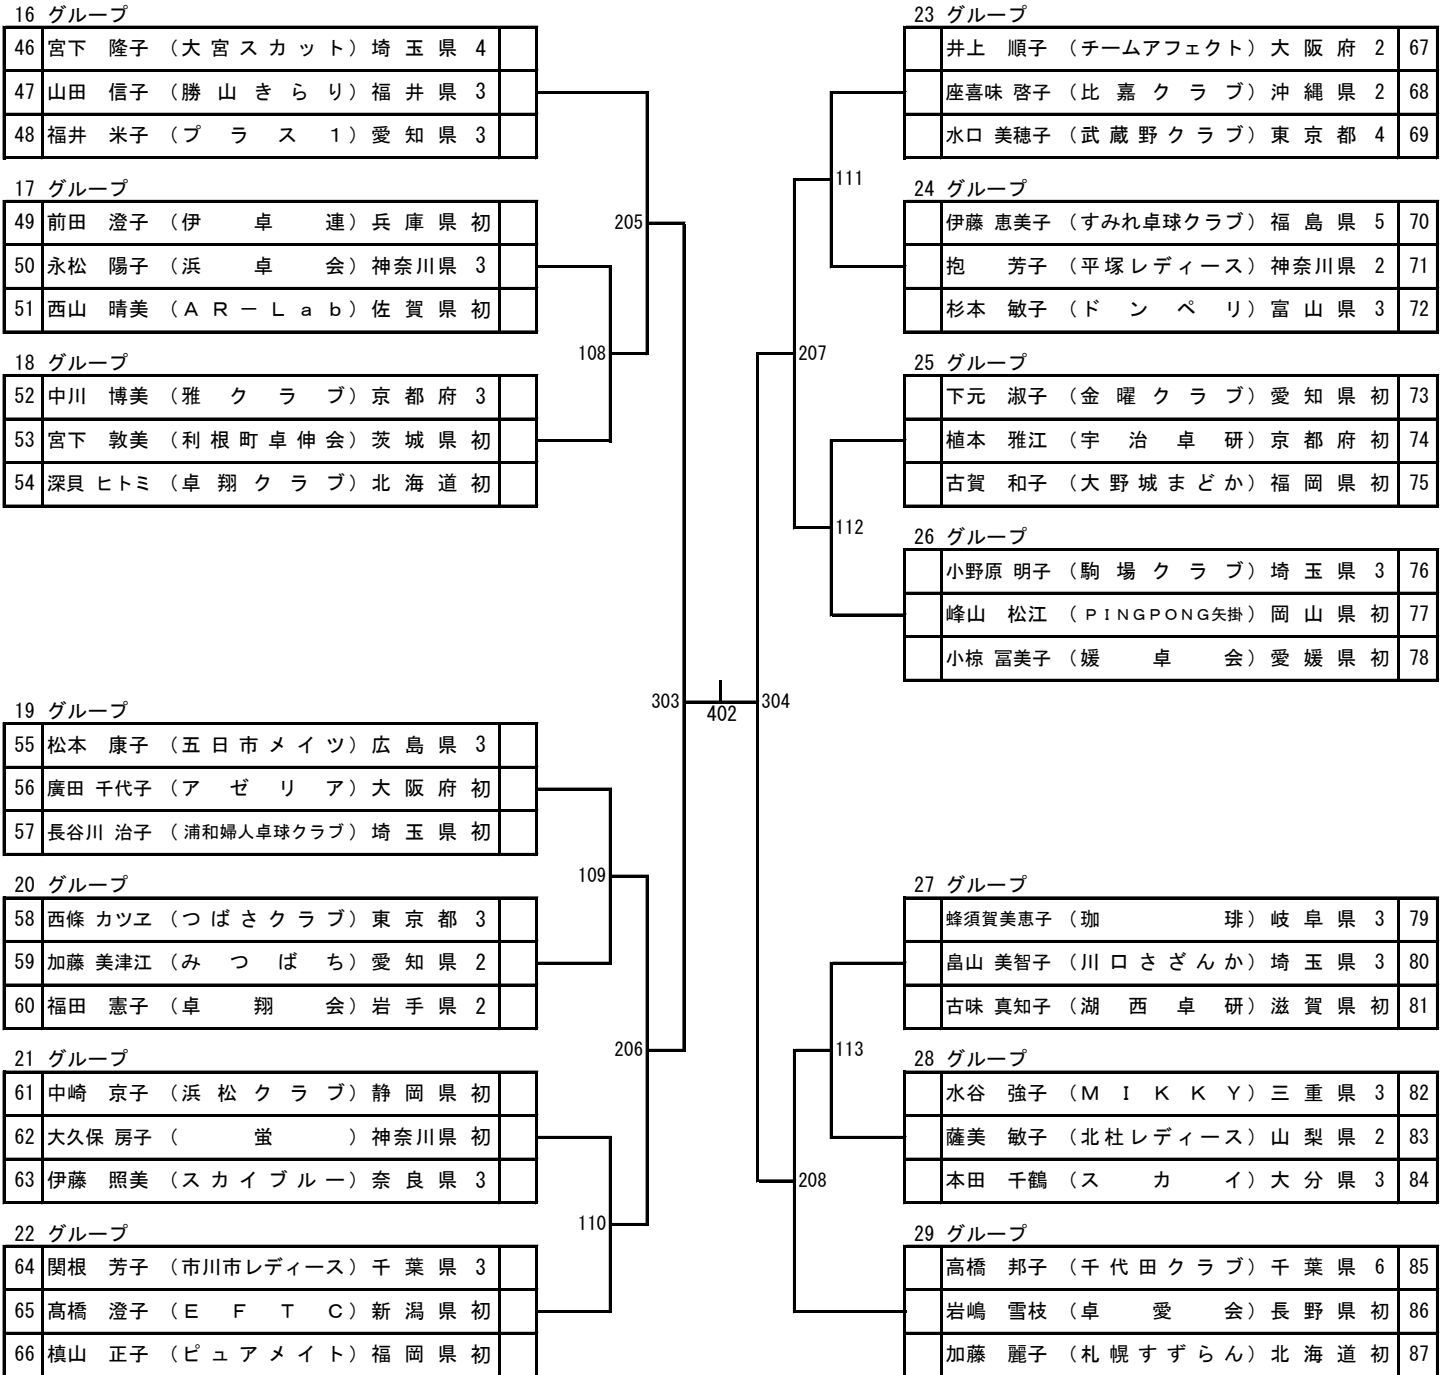 16 グループ
46 宮下 隆子 (大宮スカット) 埼玉県 4
47 山田 信子 (勝山きらり) 福井県 3
48 福井 米子 (プラス1) 愛知県 3
17 グループ
49 前田 澄子 (伊卓連) 兵庫県 初
50 永松 陽子 (浜卓会) 神奈川県 3
51 西山 晴美 (AR－Lab) 佐賀県 初
205
108
18 グループ
52 中川 博美 (雅クラブ) 京都府 3
53 宮下 敦美 (利根町卓伸会) 茨城県 初
54 深貝 ヒトミ (卓翔クラブ) 北海道 初
303
402
19 グループ
55 松本 康子 (五日市メイツ) 広島県 3
56 廣田 千代子 (アゼリア) 大阪府 初
57 長谷川 治子 (浦和婦人卓球クラブ) 埼玉県 初
109
20 グループ
58 西條 カツヱ (つばさクラブ) 東京都 3
59 加藤 美津江 (みつばち) 愛知県 2
60 福田 憲子 (卓翔会) 岩手県 2
206
21 グループ
61 中崎 京子 (浜松クラブ) 静岡県 初
62 大久保 房子 (蛍) 神奈川県 初
63 伊藤 照美 (スカイブルー) 奈良県 3
110
22 グループ
64 関根 芳子 (市川市レディース) 千葉県 3
65 髙橋 澄子 (EFTC) 新潟県 初
66 槙山 正子 (ピュアメイト) 福岡県 初
23 グループ
井上 順子 (チームアフェクト) 大阪府 2 67
座喜味 啓子 (比嘉クラブ) 沖縄県 2 68
水口 美穂子 (武蔵野クラブ) 東京都 4 69
111
24 グループ
伊藤 恵美子 (すみれ卓球クラブ) 福島県 5 70
抱 芳子 (平塚レディース) 神奈川県 2 71
杉本 敏子 (ドンペリ) 富山県 3 72
207
25 グループ
下元 淑子 (金曜クラブ) 愛知県 初 73
植本 雅江 (宇治卓研) 京都府 初 74
古賀 和子 (大野城まどか) 福岡県 初 75
112
26 グループ
小野原 明子 (駒場クラブ) 埼玉県 3 76
峰山 松江 (PINGPONG矢掛) 岡山県 初 77
小椋 冨美子 (媛卓会) 愛媛県 初 78
304
27 グループ
蜂須賀美恵子 (珈琲) 岐阜県 3 79
畠山 美智子 (川口さざんか) 埼玉県 3 80
古味 真知子 (湖西卓研) 滋賀県 初 81
113
28 グループ
水谷 強子 (MIKKY) 三重県 3 82
薩美 敏子 (北杜レディース) 山梨県 2 83
本田 千鶴 (スカイ) 大分県 3 84
208
29 グループ
高橋 邦子 (千代田クラブ) 千葉県 6 85
岩嶋 雪枝 (卓愛会) 長野県 初 86
加藤 麗子 (札幌すずらん) 北海道 初 87